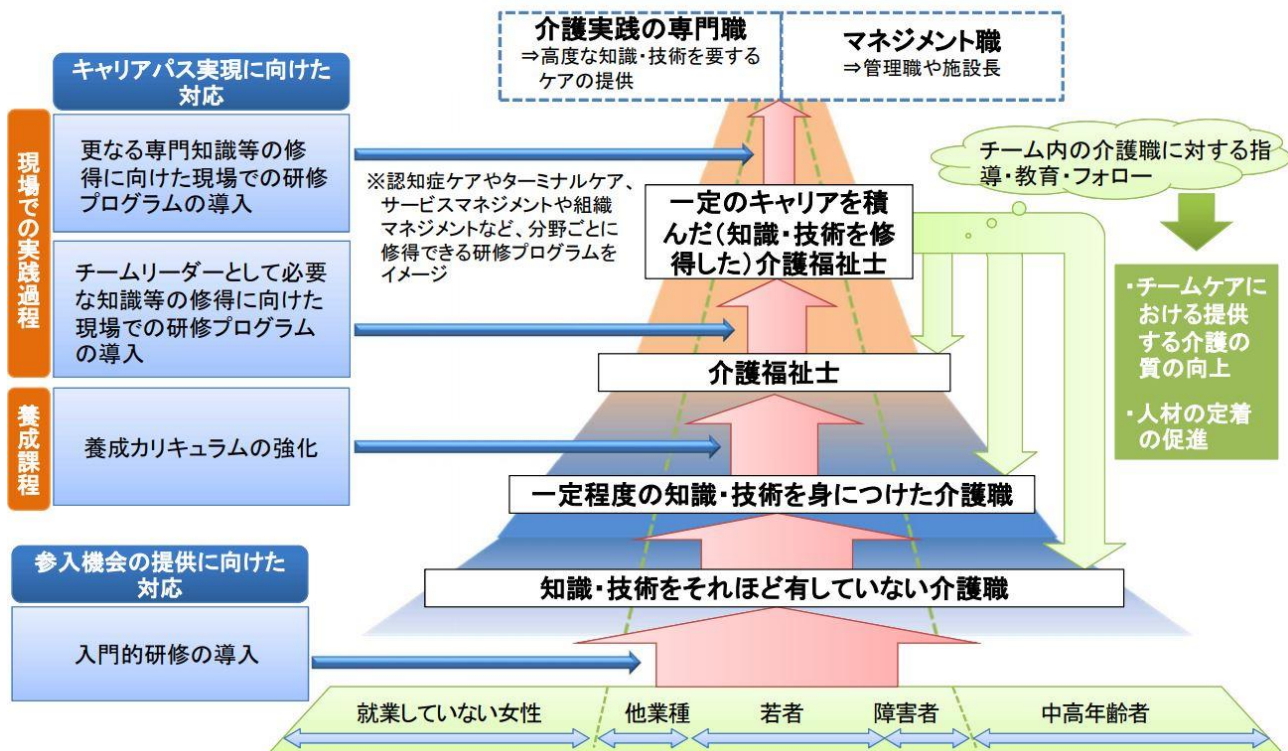 介護実践の専門職
⇒高度な知識・技術を要する
ケアの提供
マネジメント職
⇒管理職や施設長
キャリアパス実現に向けた
対応
現場での実践過程
更なる専門知識等の修
得に向けた現場での研修
プログラムの導入
※認知症ケアやターミナルケア、
サービスマネジメントや組織
マネジメントなど、分野ごとに
修得できる研修プログラムを
イメージ
チームリーダーとして必要
な知識等の修得に向けた
現場での研修プログラム
の導入
養成課程
養成カリキュラムの強化
参入機会の提供に向けた
対応
入門的研修の導入
一定のキャリアを積
んだ(知識・技術を修
得した)介護福祉士
介護福祉士
一定程度の知識・技術を身につけた介護職
知識・技術をそれほど有していない介護職
チーム内の介護職に対する指
導・教育・フォロー
・チームケアに
おける提供
する介護の
質の向上
・人材の定着
の促進
就業していない女性
他業種
若者
障害者
中高年齢者